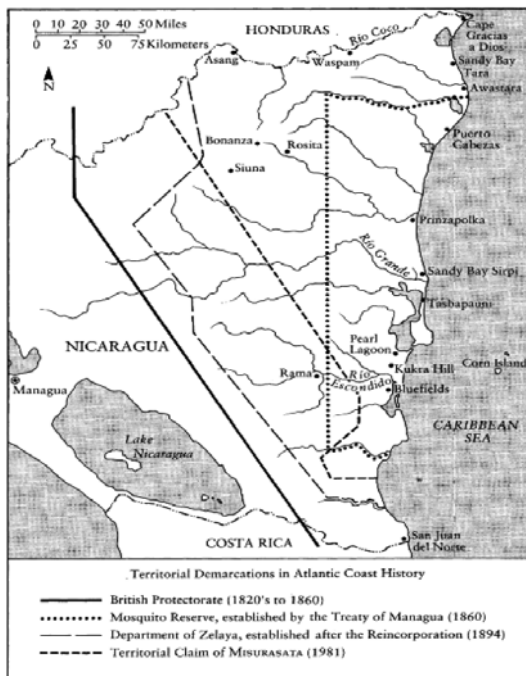 0 10 20 30 40 50 Miles
0 25 50 75 Kilometers
N
HONDURAS
Río Coco
Cape
Gracias
a Dios
Asang
Waspam
Sandy Bay
Tara
Awastara
Bonanza
Rosita
Puerto
Cabezas
Siuna
Prinzapolka
Río Grande
Sandy Bay Sirpi
Tasbapauni
NICARAGUA
Pearl
Lagoon
Corn Island
Rama
Río
Escondido
Kukra Hill
Bluefields
Managua
CARIBBEAN
SEA
Lake
Nicaragua
COSTA RICA
San Juan
del Norte
Territorial Demarcations in Atlantic Coast History
British Protectorate (1820's to 1860)
Mosquito Reserve, established by the Treaty of Managua (1860)
Department of Zelaya, established after the Reincorporation (1894)
Territorial Claim of MISURASATA (1981)